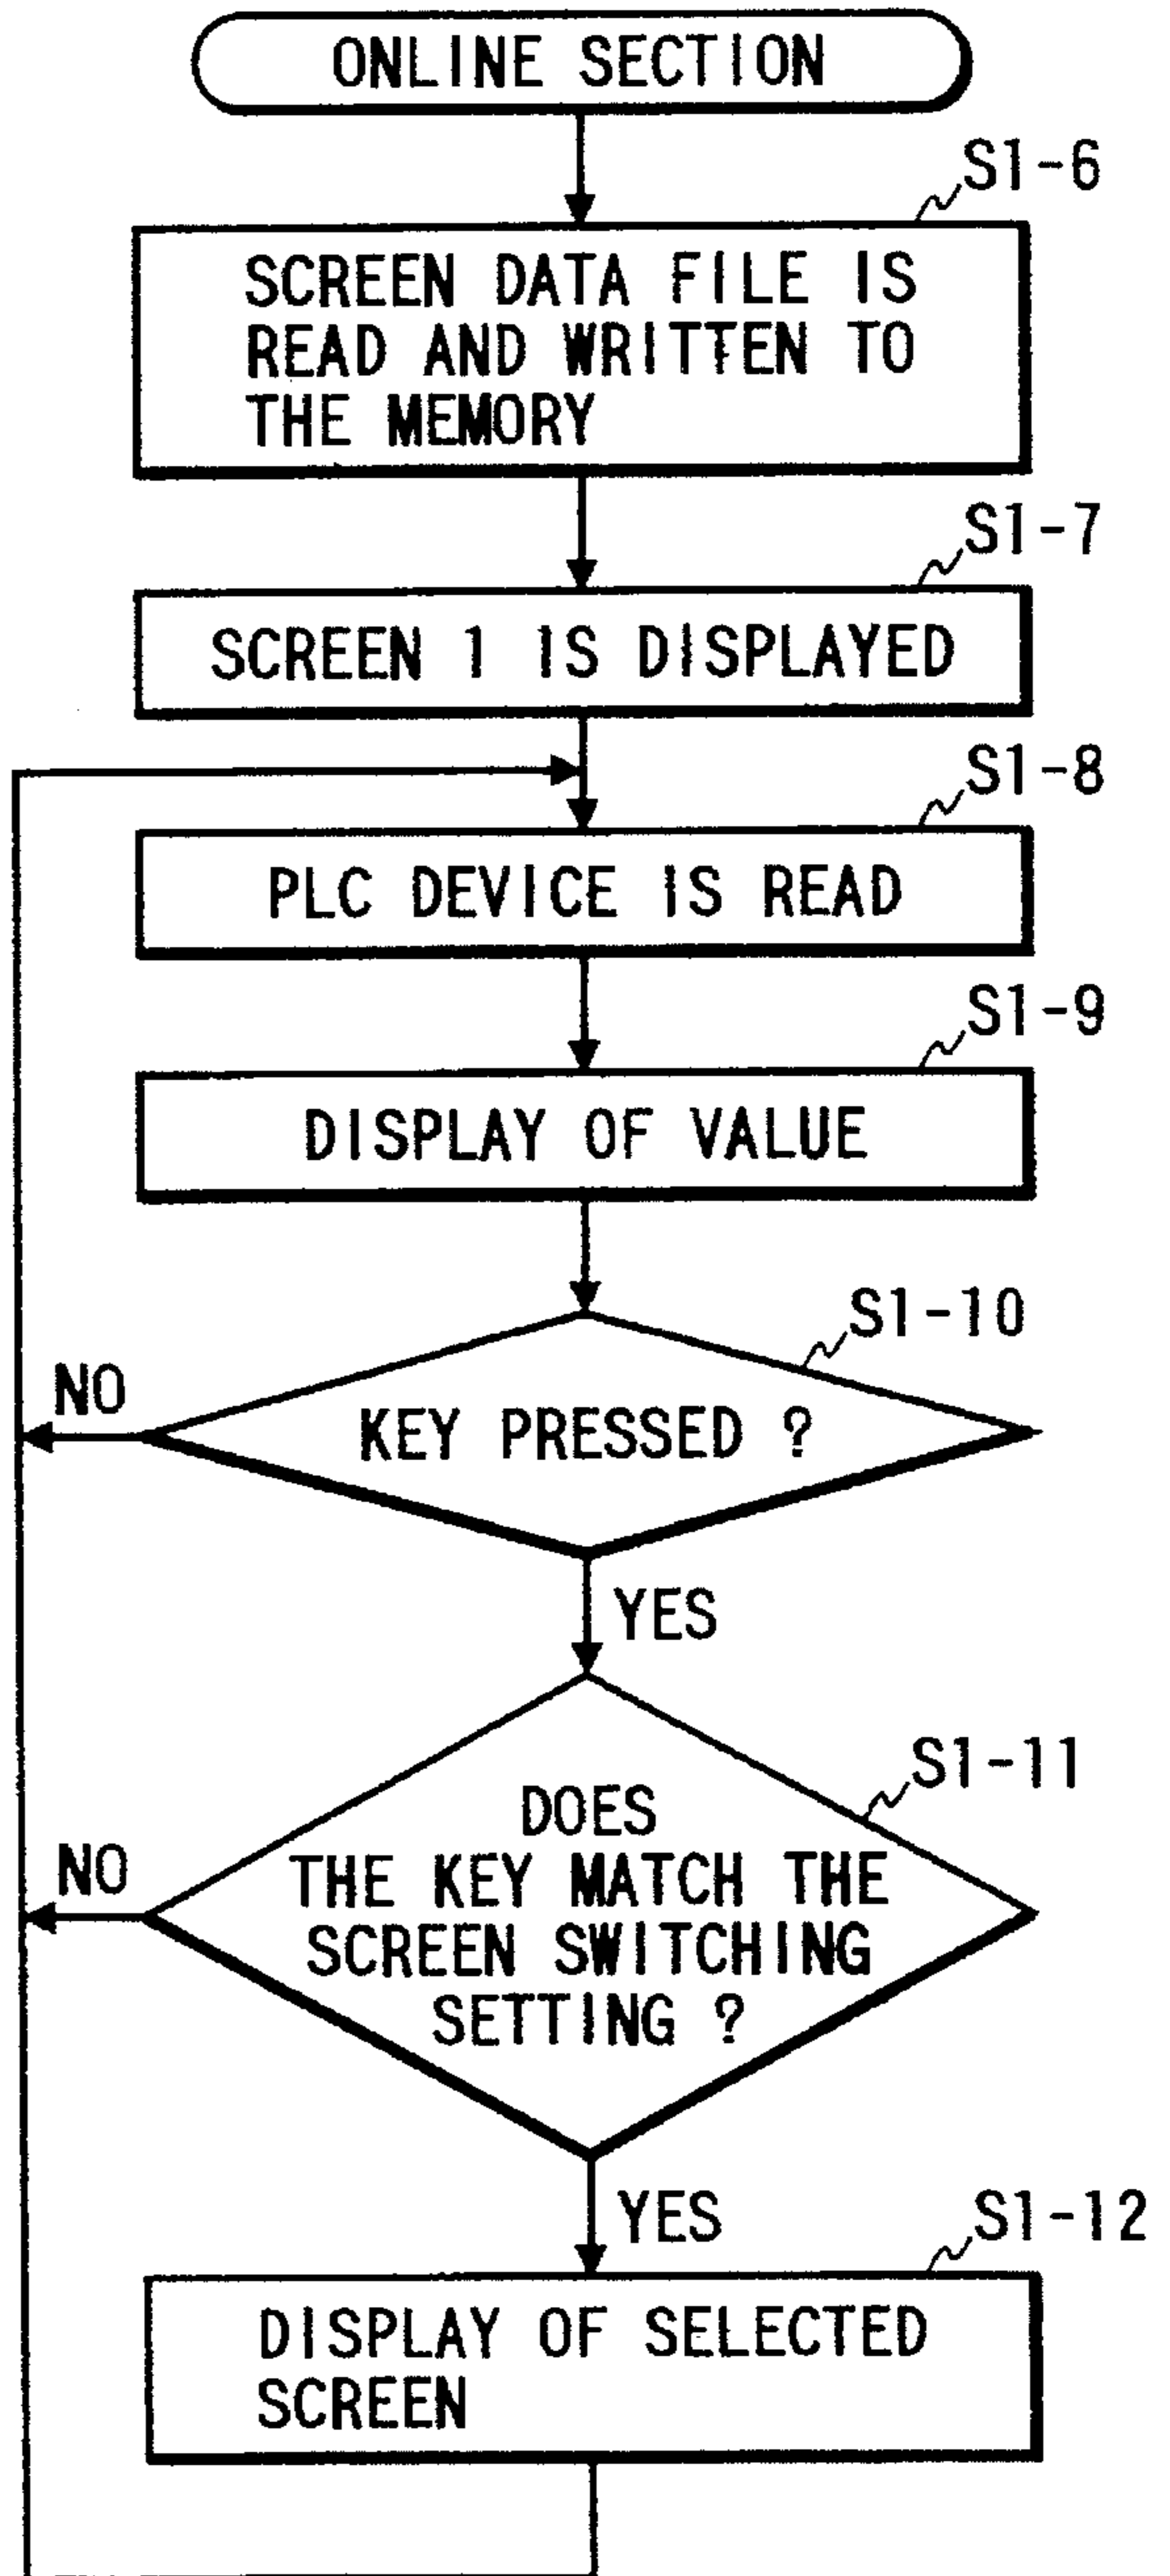 ONLINE SECTION
S1-6
SCREEN DATA FILE IS
READ AND WRITTEN TO
THE MEMORY
S1-7
SCREEN 1 IS DISPLAYED
S1-8
PLC DEVICE IS READ
S1-9
DISPLAY OF VALUE
S1-10
NO
KEY PRESSED ?
YES
S1-11
DOES
NO
THE KEY MATCH THE
SCREEN SWITCHING
SETTING ?
YES
S1-12
DISPLAY OF SELECTED
SCREEN